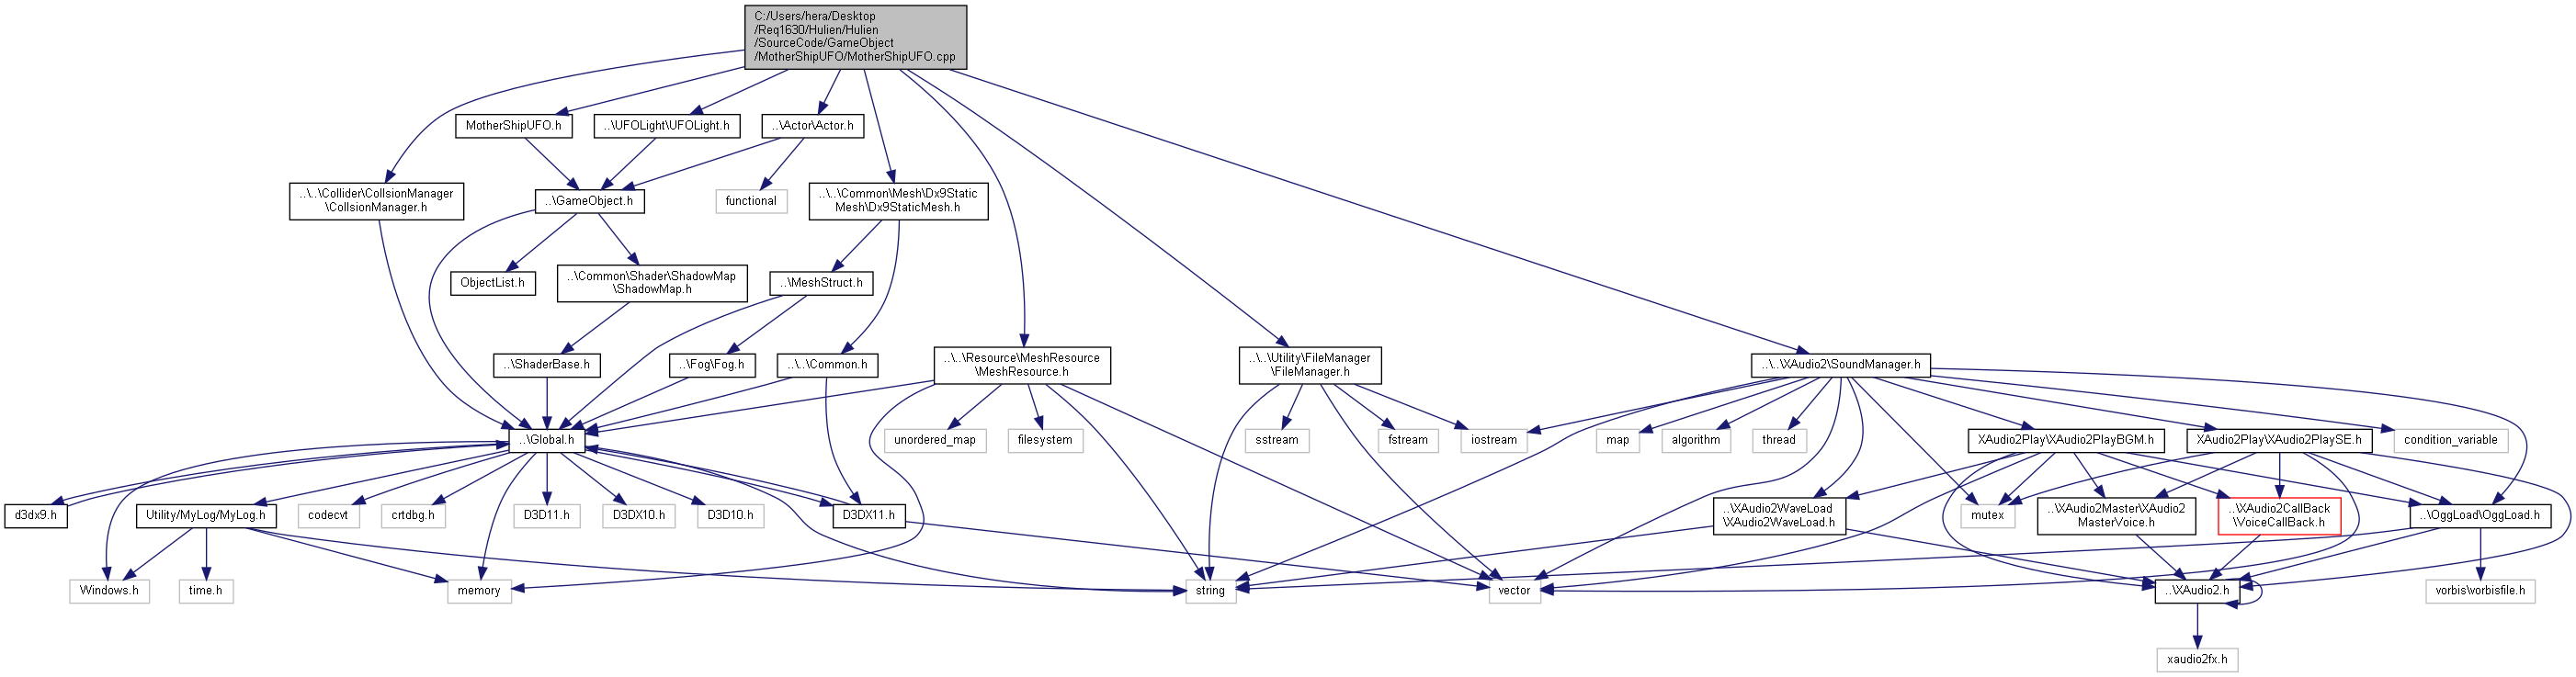 C:/Users/hera/Desktop
/Req1630/Hulien/Hulien
/SourceCode/GameObject
/MotherShipUFO/MotherShipUFO.cpp
MotherShipUFO.h
..\UFOLight\UFOLight.h
..\Actor\Actor.h
..\..\Collider\CollsionManager
\CollsionManager.h
..\GameObject.h
functional
..\..\Common\Mesh\Dx9Static
Mesh\Dx9StaticMesh.h
ObjectList.h
..\Common\Shader\ShadowMap
\ShadowMap.h
..\MeshStruct.h
..\ShaderBase.h
..\Fog\Fog.h
..\..\Common.h
..\..\Resource\MeshResource
\MeshResource.h
..\..\Utility\FileManager
\FileManager.h
..\..\XAudio2\SoundManager.h
..\Global.h
unordered_map
filesystem
sstream
fstream
iostream
map
algorithm
thread
XAudio2Play\XAudio2PlayBGM.h
XAudio2Play\XAudio2PlaySE.h
condition_variable
d3dx9.h
Utility/MyLog/MyLog.h
codecvt
crtdbg.h
D3D11.h
D3DX10.h
D3D10.h
D3DX11.h
..\XAudio2WaveLoad
\XAudio2WaveLoad.h
mutex
..\XAudio2Master\XAudio2
MasterVoice.h
..\XAudio2CallBack
\VoiceCallBack.h
..\OggLoad\OggLoad.h
Windows.h
time.h
memory
string
vector
..\XAudio2.h
vorbis\vorbisfile.h
xaudio2fx.h